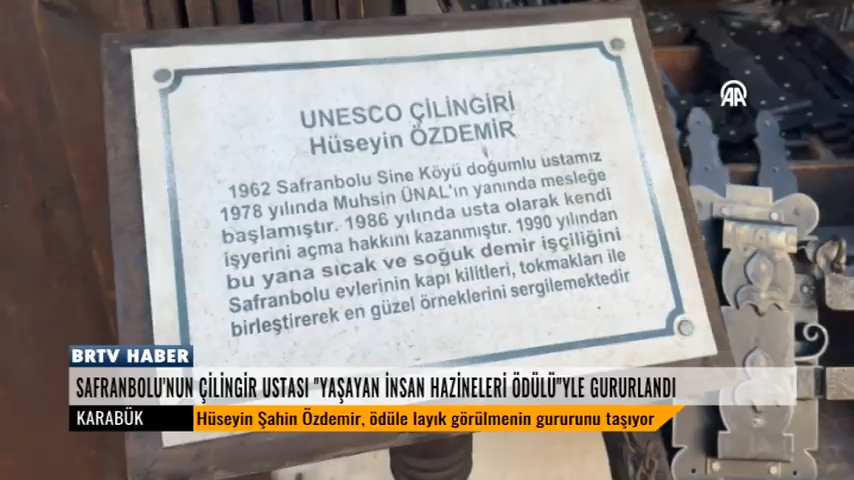 AA
UNESCO ÇİLİNGİRİ
Hüseyin ÖZDEMİR
1962 Safranbolu Sine Köyü doğumlu ustamız
1978 yılında Muhsin ÜNAL'ın yanında mesleğe
başlamıştır. 1986 yılında usta olarak kendi
işyerini açma hakkını kazanmıştır. 1990 yılından
bu yana sıcak ve soğuk demir işçiliğini
Safranbolu evlerinin kapı kilitleri, tokmakları ile
birleştirerek en güzel örneklerini sergilemektedir
BRTV HABER
SAFRANBOLU'NUN ÇİLİNGİR USTASI "YAŞAYAN İNSAN HAZİNELERİ ÖDÜLÜ"YLE GURURLANDI
KARABÜK
Hüseyin Şahin Özdemir, ödüle layık görülmenin gururunu taşıyor